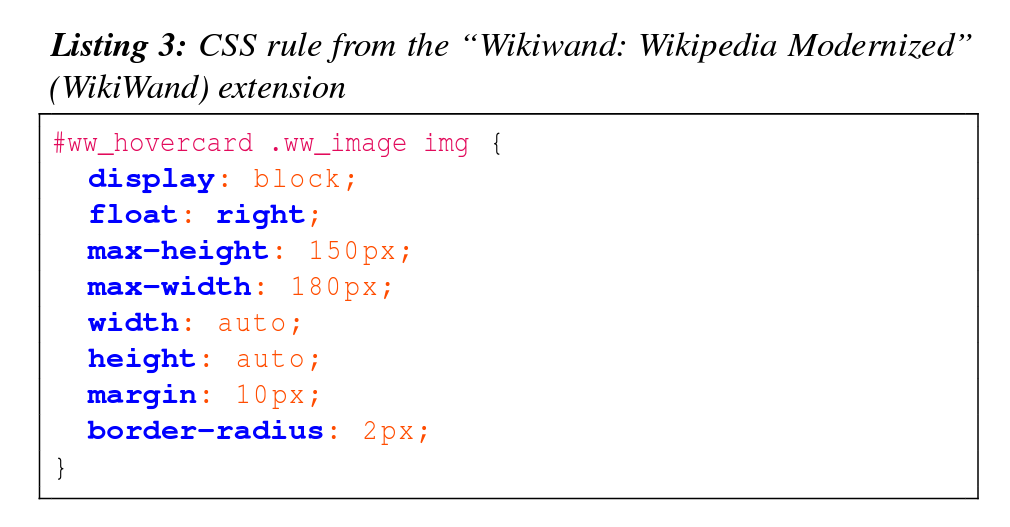 Listing 3: CSS rule from the “Wikiwand: Wikipedia Modernized”
(WikiWand) extension
#ww_hovercard .ww_image img {
  display: block;
  float: right;
  max-height: 150px;
  max-width: 180px;
  width: auto;
  height: auto;
  margin: 10px;
  border-radius: 2px;
}